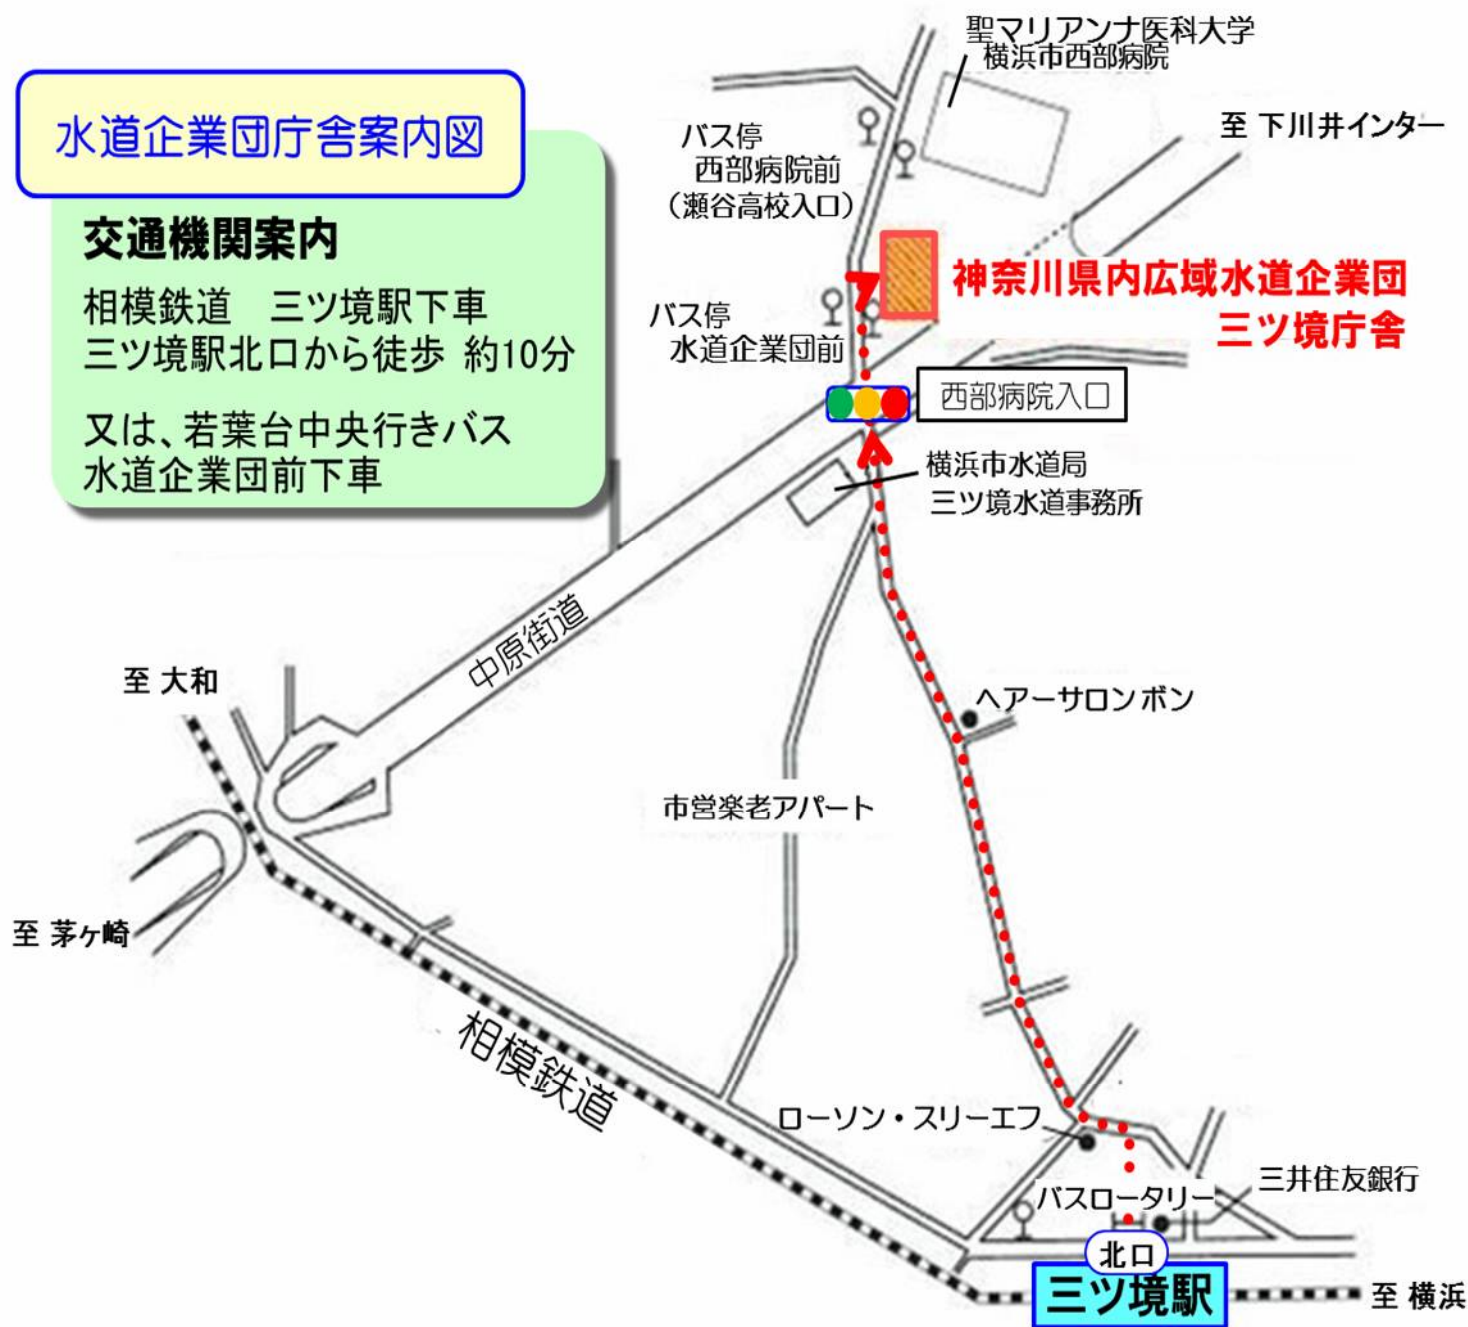 水道企業団庁舎案内図
交通機関案内
相模鉄道　三ツ境駅下車
三ツ境駅北口から徒歩 約10分
又は、若葉台中央行きバス
水道企業団前下車
聖マリアンナ医科大学
横浜市西部病院
至 下川井インター
バス停
西部病院前
（瀬谷高校入口）
神奈川県内広域水道企業団
三ツ境庁舎
バス停
水道企業団前
西部病院入口
横浜市水道局
三ツ境水道事務所
中原街道
至 大和
ヘアーサロンボン
市営楽老アパート
至 茅ヶ崎
相模鉄道
ローソン・スリーエフ
三井住友銀行
バスロータリー
北口
三ツ境駅
至 横浜